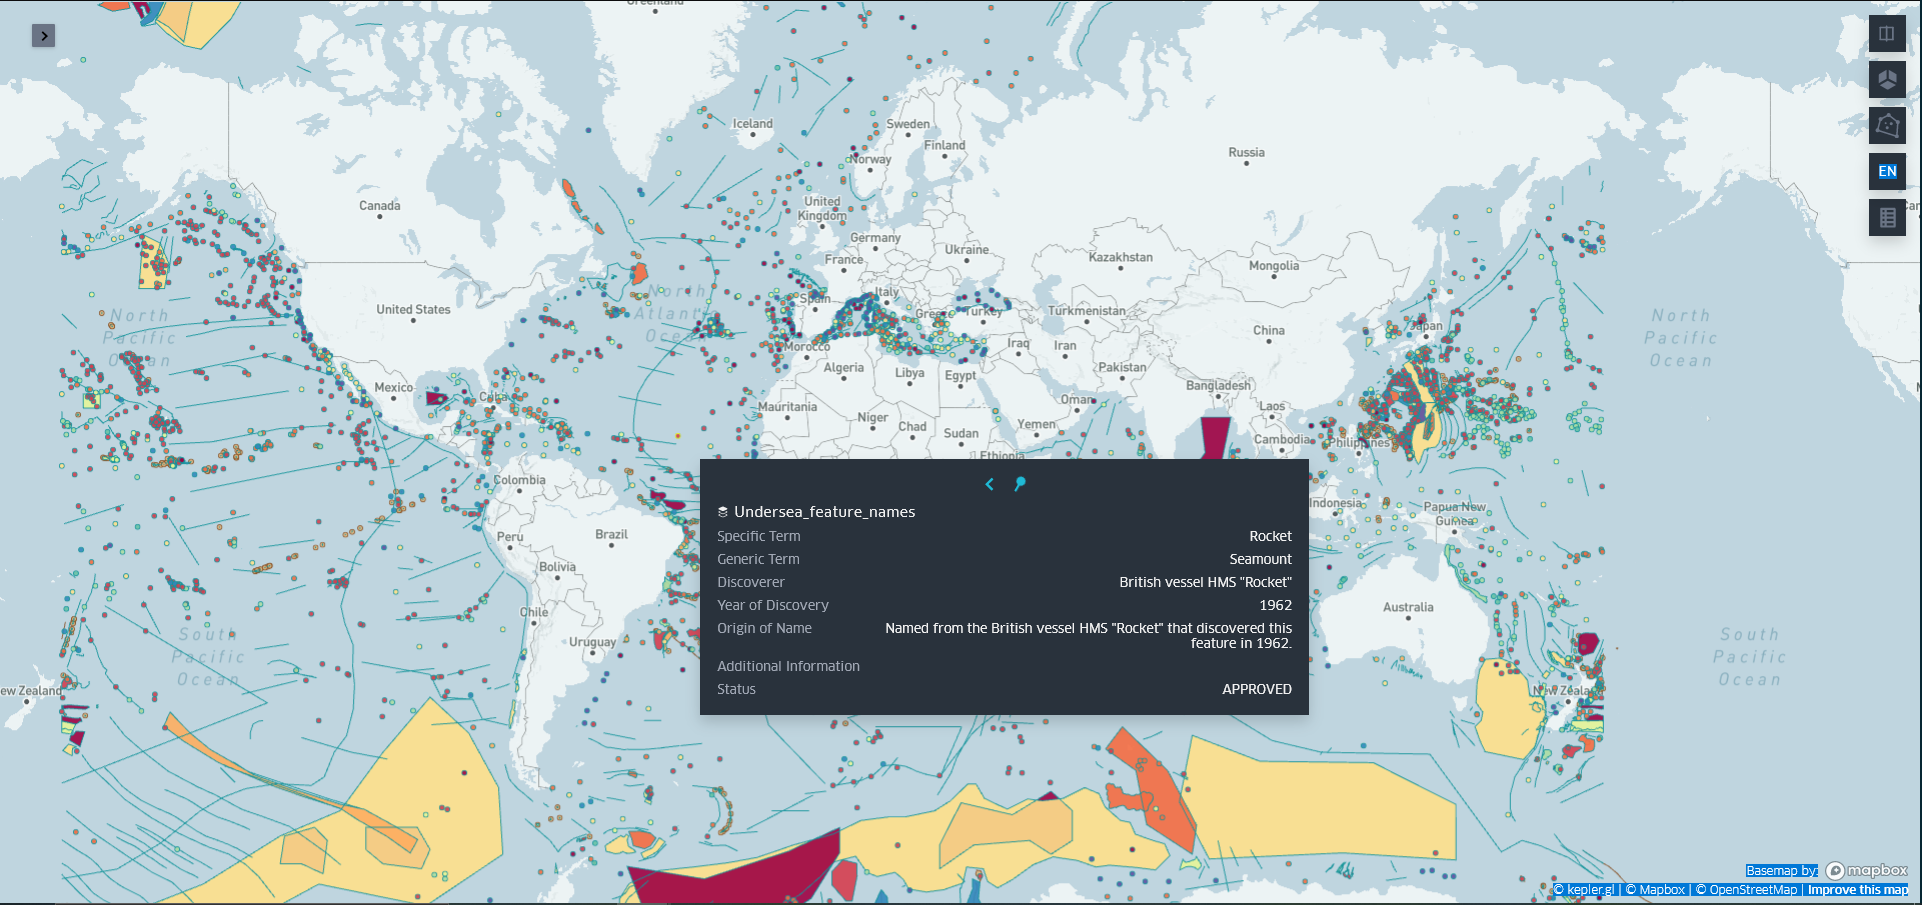 Iceland
Sweden
Finland
Norway
Russia
EN
United
Kingdom
Canada
Germany
Ukraine
France
Kazakhstan
Mongolia
North
Pacific
Ocean
North
Atlant
Oce
Spain
Italy
Greec
Turkey
United States
Turkmenistan
China
Japan
North
Pacific
Ocean
Morocco
Iraq
Iran
Algeria
Libya
Egypt
Pakistan
Bangladesh
Mexico
Cuba
Mauritania
Niger
Chad
Sudan
Oman
Yemen
Laos
Cambodia
Philippines
Ethiopia
Colombia
Undersea_feature_names
Specific Term Rocket
Generic Term Seamount
Discoverer British vessel HMS "Rocket"
Year of Discovery 1962
Origin of Name Named from the British vessel HMS "Rocket" that discovered this
feature in 1962.
Additional Information
Status APPROVED
Indonesia
Papua New
Guinea
Peru
Brazil
Bolivia
Chile
Uruguay
Australia
South
Pacific
Ocean
South
Pacific
Ocean
ew Zealand
New Zeala
Basemap by: mapbox
© kepler.gl | © Mapbox | © OpenStreetMap | Improve this map